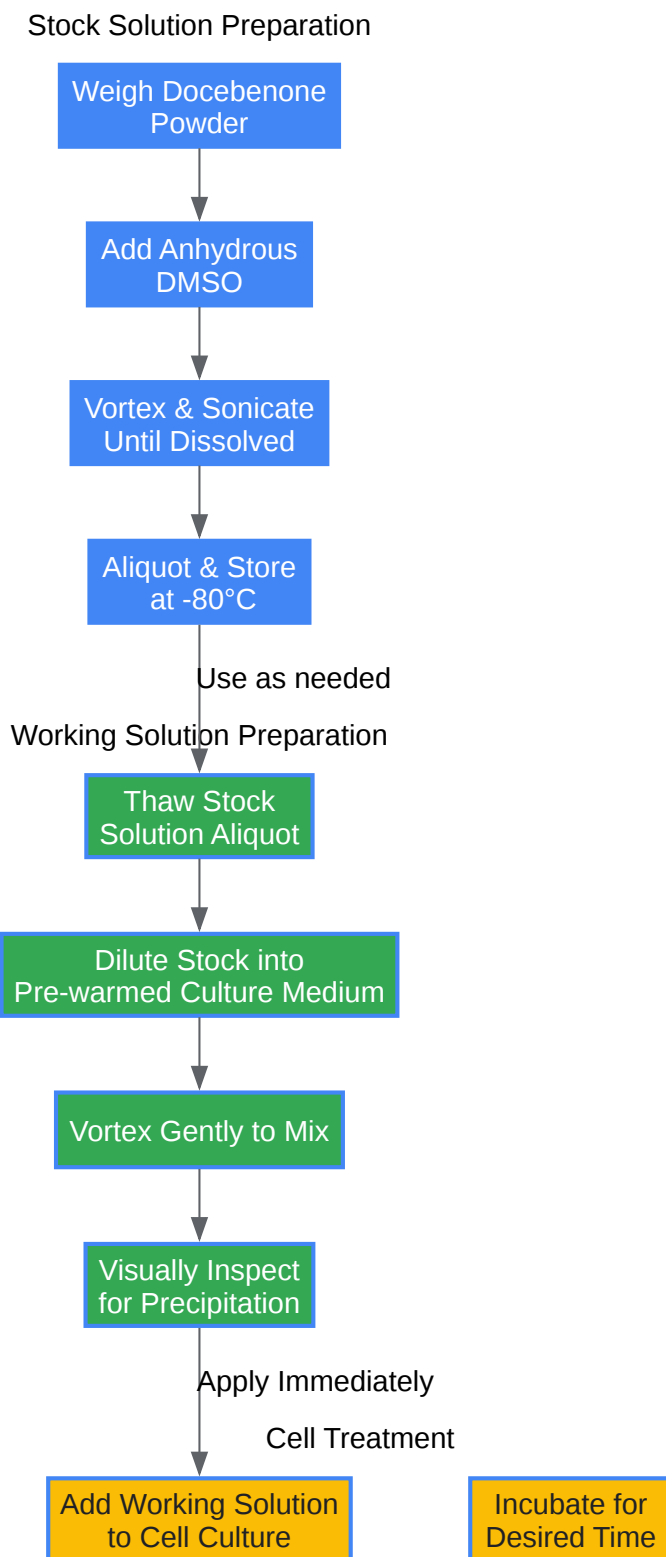 Stock Solution Preparation
Weigh Docebenone
Powder
Add Anhydrous
DMSO
Vortex & Sonicate
Until Dissolved
Aliquot & Store
at -80°C
Use as needed
Working Solution Preparation
Thaw Stock
Solution Aliquot
Dilute Stock into
Pre-warmed Culture Medium
Vortex Gently to Mix
Visually Inspect
for Precipitation
Apply Immediately
Cell Treatment
Add Working Solution
to Cell Culture
Incubate for
Desired Time